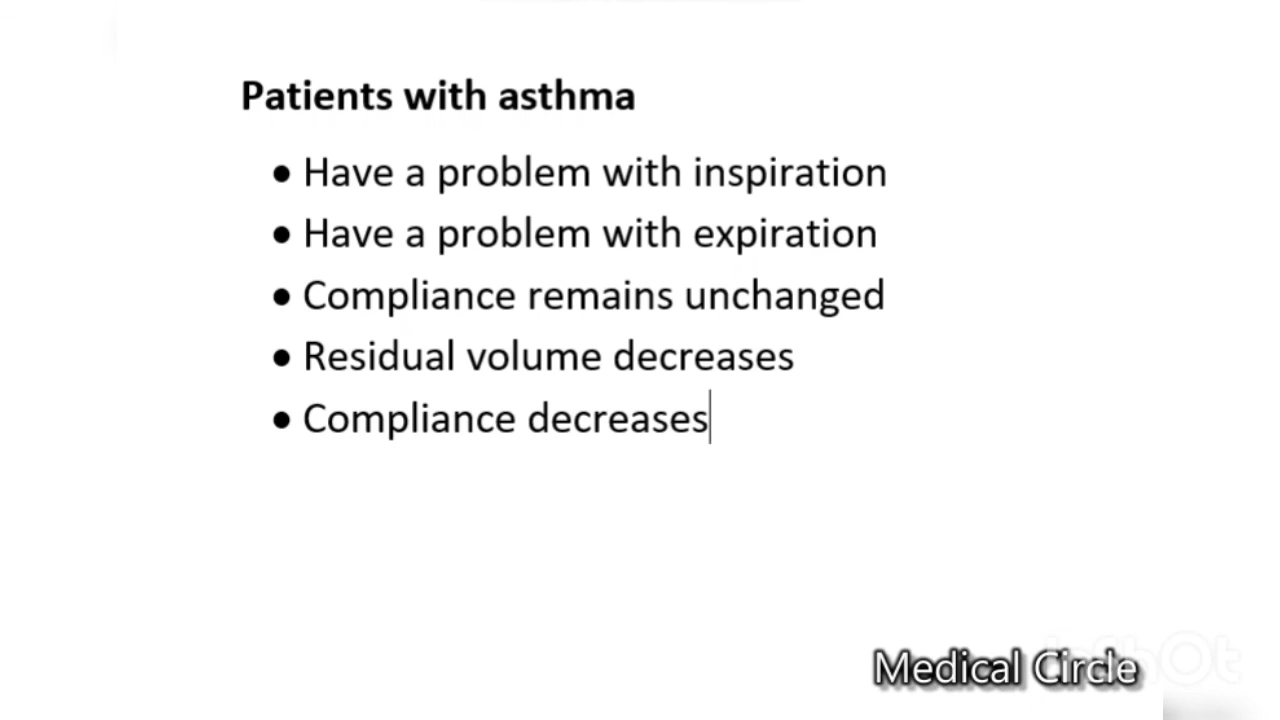 Patients with asthma
• Have a problem with inspiration
• Have a problem with expiration
• Compliance remains unchanged
• Residual volume decreases
• Compliance decreases
Medical Circle